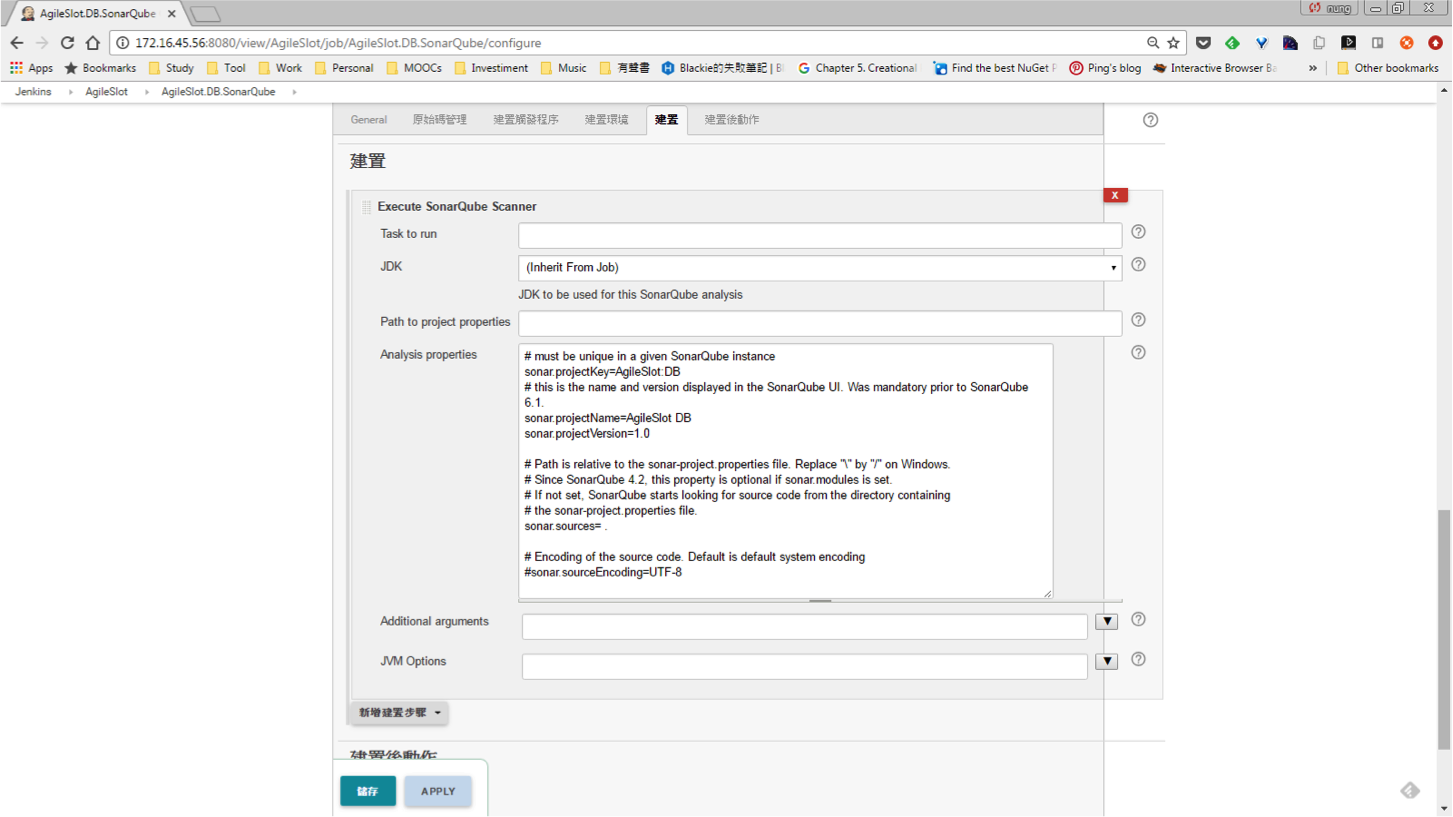 AgileSlot.DB.SonarQube
nung
172.16.45.56:8080/view/AgileSlot/job/AgileSlot.DB.SonarQube/configure
Apps Bookmarks Study Tool Work Personal MOOCs Investiment Music 有聲書 Blackie的失敗筆記 | B Chapter 5. Creational Find the best NuGet P Ping's blog Interactive Browser Ba » Other bookmarks
Jenkins AgileSlot AgileSlot.DB.SonarQube
General 原始碼管理 建置觸發程序 建置環境 建置 建置後動作
建置
X
Execute SonarQube Scanner
Task to run
JDK (Inherit From Job)
JDK to be used for this SonarQube analysis
Path to project properties
Analysis properties
# must be unique in a given SonarQube instance
sonar.projectKey=AgileSlot:DB
# this is the name and version displayed in the SonarQube UI. Was mandatory prior to SonarQube
6.1.
sonar.projectName=AgileSlot DB
sonar.projectVersion=1.0
# Path is relative to the sonar-project.properties file. Replace "\" by "/" on Windows.
# Since SonarQube 4.2, this property is optional if sonar.modules is set.
# If not set, SonarQube starts looking for source code from the directory containing
# the sonar-project.properties file.
sonar.sources= .
# Encoding of the source code. Default is default system encoding
#sonar.sourceEncoding=UTF-8
Additional arguments
JVM Options
新增建置步驟
建置後動作
儲存 APPLY